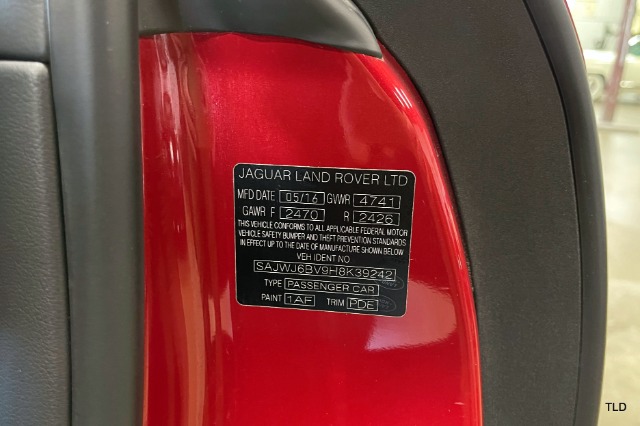 JAGUAR LAND ROVER LTD
MFD DATE 05/16 GVWR 4741
GAWR F 2470 R 2426
THIS VEHICLE CONFORMS TO ALL APPLICABLE FEDERAL MOTOR
VEHICLE SAFETY BUMPER AND THEFT PREVENTION STANDARDS
IN EFFECT UP TO THE DATE OF MANUFACTURE SHOWN BELOW
VEH IDENT NO
SAJWJ6BV9H8K39242
TYPE PASSENGER CAR
PAINT 1AF TRIM PDE
TLD